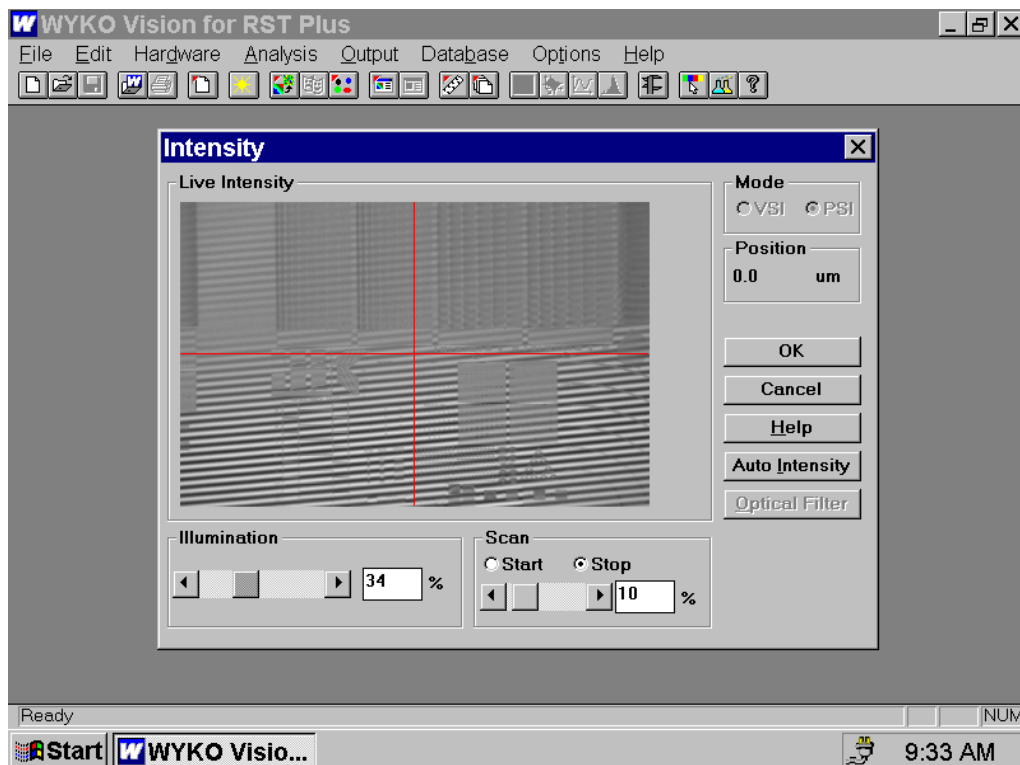 WYKO Vision for RST Plus
File Edit Hardware Analysis Output Database Options Help
Intensity
Live Intensity
Mode
VSI PSI
Position
0.0 um
OK
Cancel
Help
Auto Intensity
Optical Filter
Illumination
34 %
Scan
Start Stop
10 %
Ready
NUM
Start
WYKO Visio...
9:33 AM